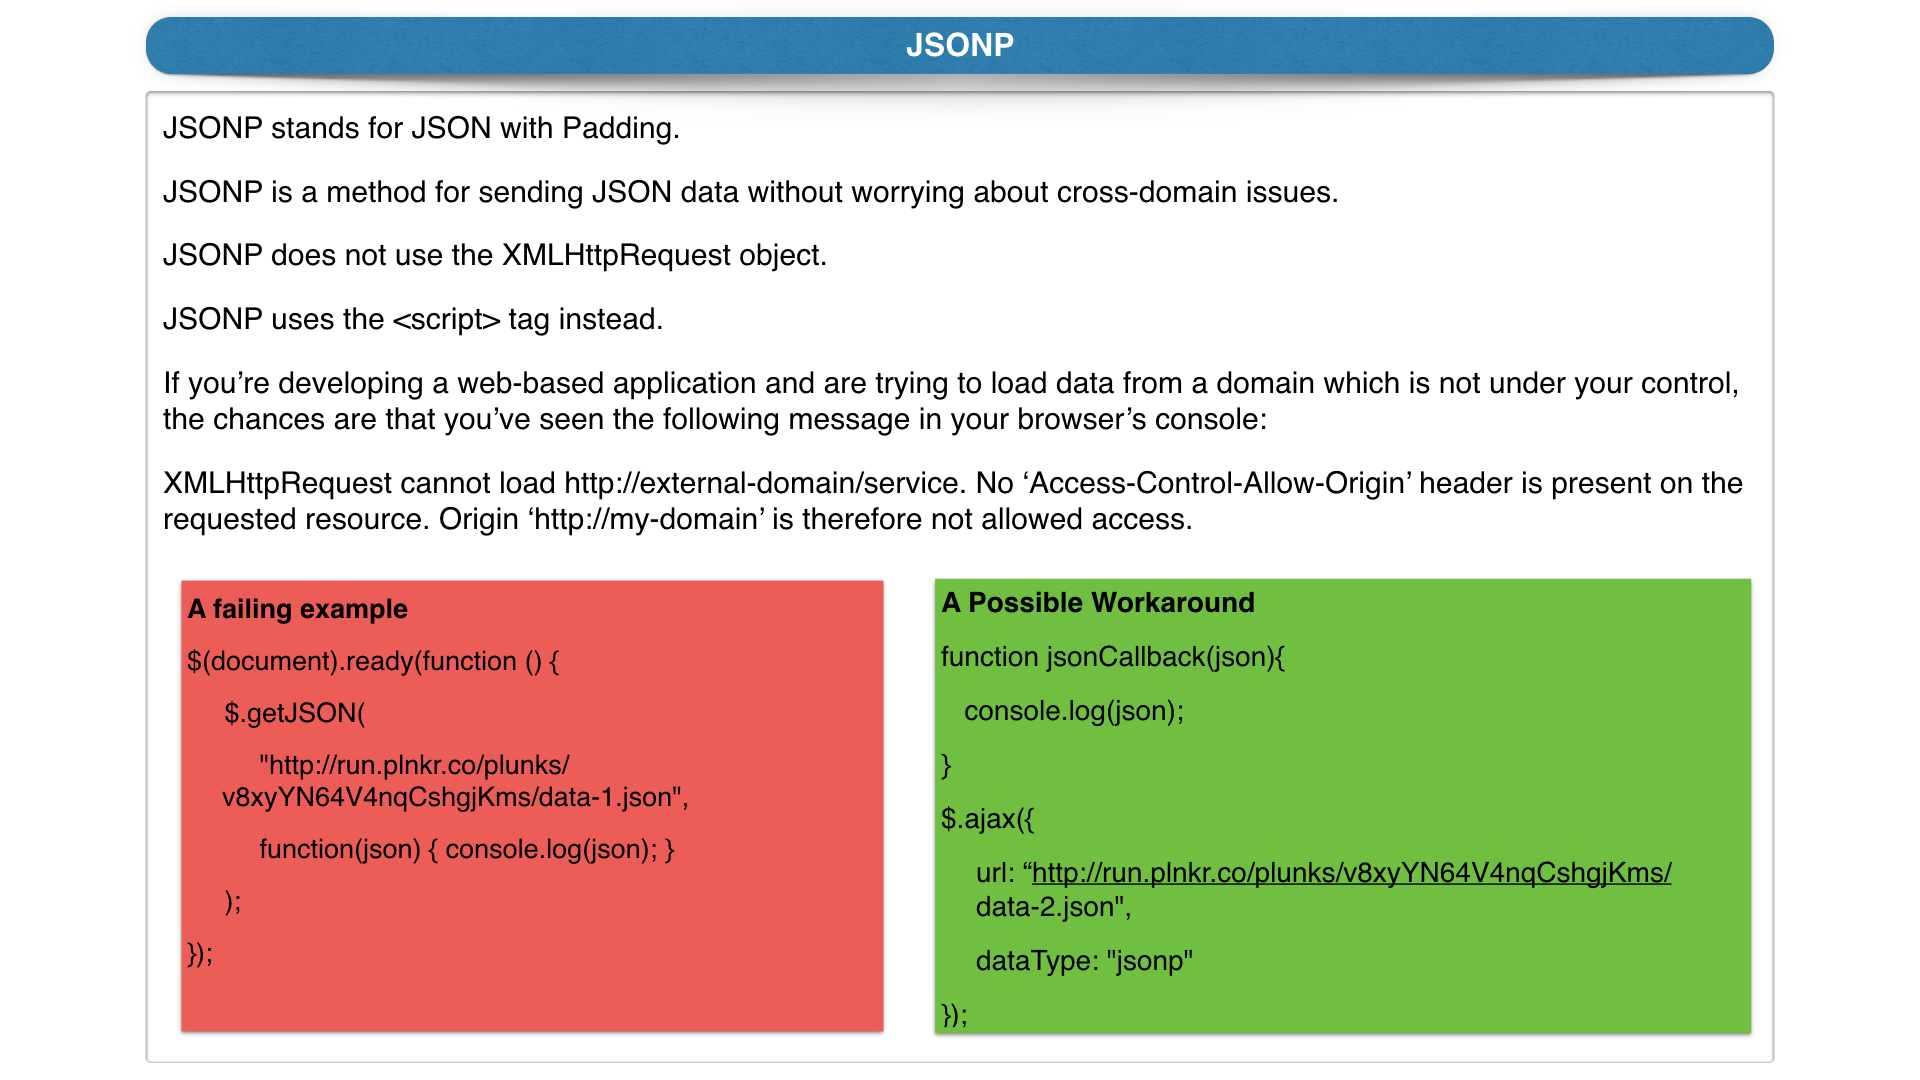 JSONP
JSONP stands for JSON with Padding.
JSONP is a method for sending JSON data without worrying about cross-domain issues.
JSONP does not use the XMLHttpRequest object.
JSONP uses the <script> tag instead.
If you’re developing a web-based application and are trying to load data from a domain which is not under your control,
the chances are that you’ve seen the following message in your browser’s console:
XMLHttpRequest cannot load http://external-domain/service. No ‘Access-Control-Allow-Origin’ header is present on the
requested resource. Origin ‘http://my-domain’ is therefore not allowed access.
A failing example
$(document).ready(function () {
$.getJSON(
"http://run.plnkr.co/plunks/
v8xyYN64V4nqCshgjKms/data-1.json",
function(json) { console.log(json); }
);
});
A Possible Workaround
function jsonCallback(json){
console.log(json);
}
$.ajax({
url: “http://run.plnkr.co/plunks/v8xyYN64V4nqCshgjKms/
data-2.json",
dataType: "jsonp"
});